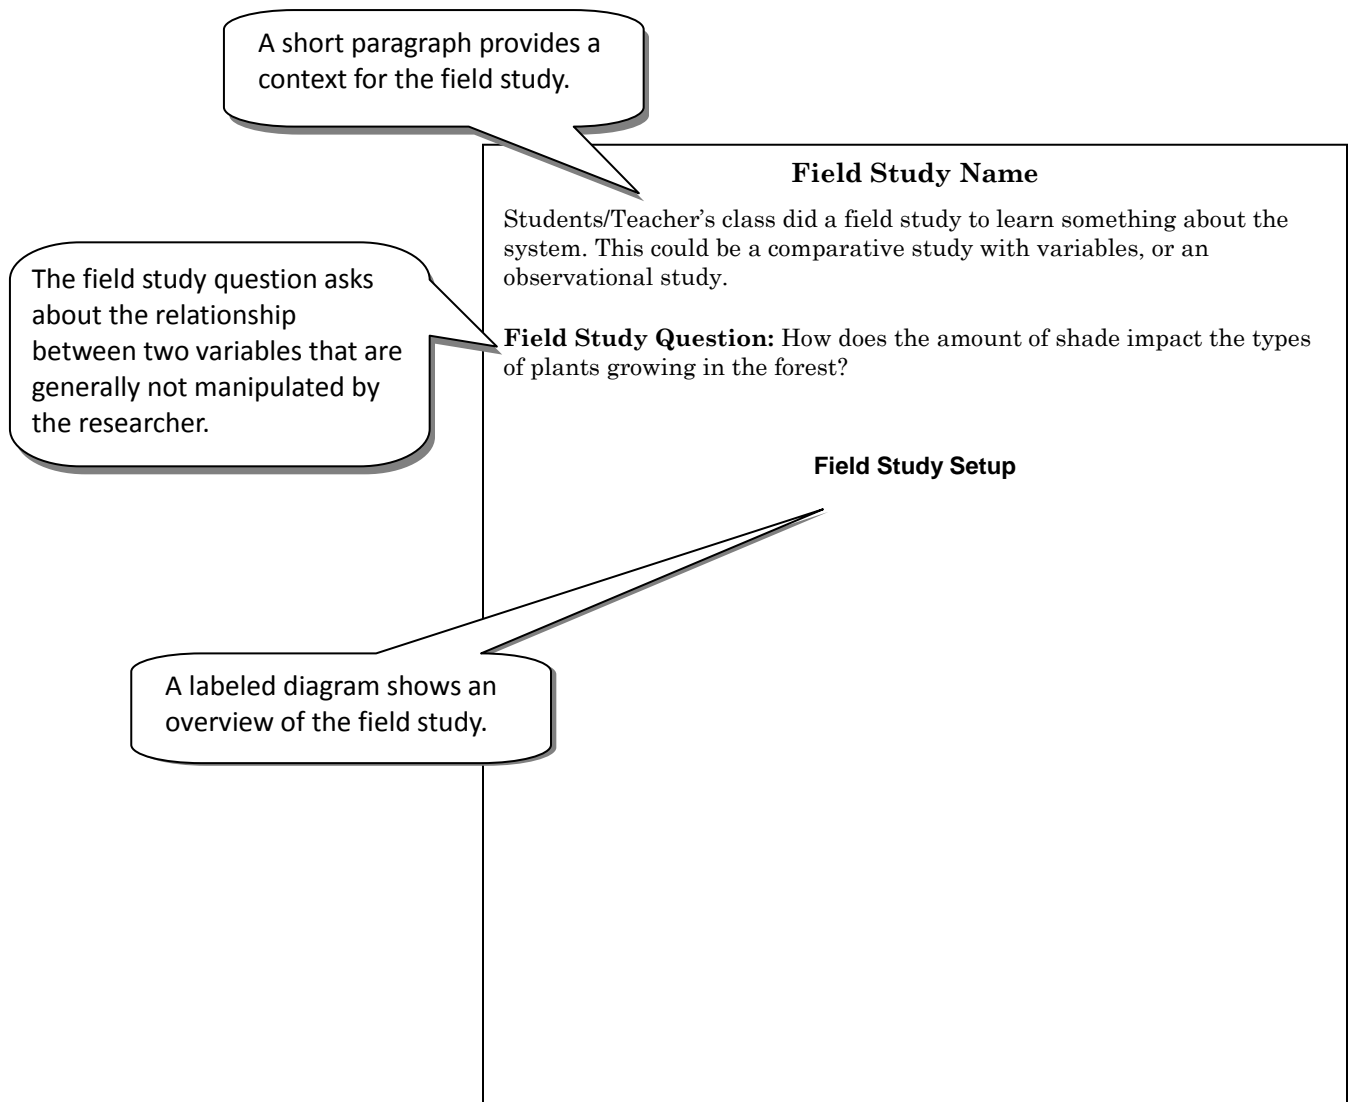 A short paragraph provides a
context for the field study.
Field Study Name
Students/Teacher’s class did a field study to learn something about the
system. This could be a comparative study with variables, or an
observational study.
The field study question asks
about the relationship
between two variables that are
generally not manipulated by
the researcher.
Field Study Question: How does the amount of shade impact the types
of plants growing in the forest?
Field Study Setup
A labeled diagram shows an
overview of the field study.